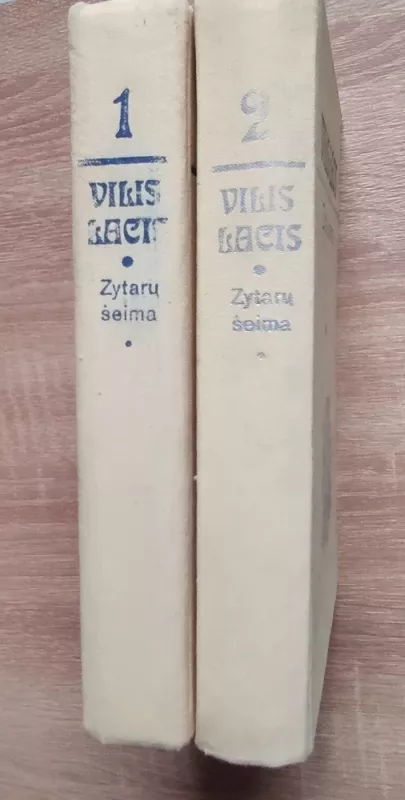 1
VILIS
LACIS
Zytarų
šeima
2
VILIS
LACIS
Zytarų
šeima